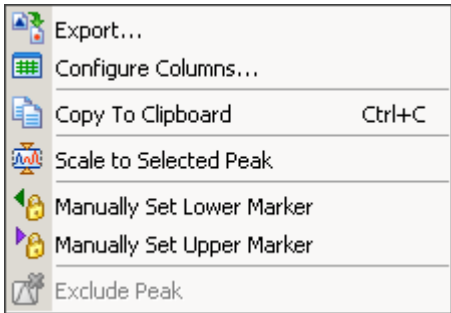 Export...
Configure Columns...
Copy To Clipboard Ctrl+C
Scale to Selected Peak
Manually Set Lower Marker
Manually Set Upper Marker
Exclude Peak